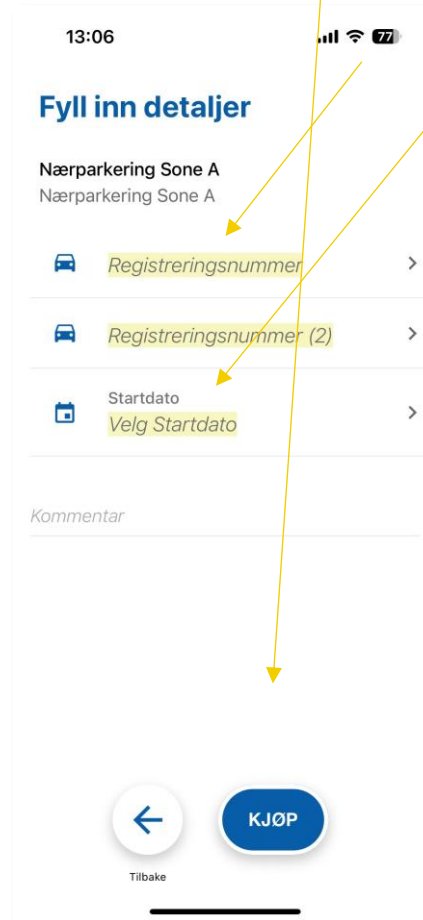 13:06
77
Fyll inn detaljer
Nærparkering Sone A
Nærparkering Sone A
Registreringsnummer
Registreringsnummer (2)
Startdato
Velg Startdato
Kommentar
KJØP
Tilbake